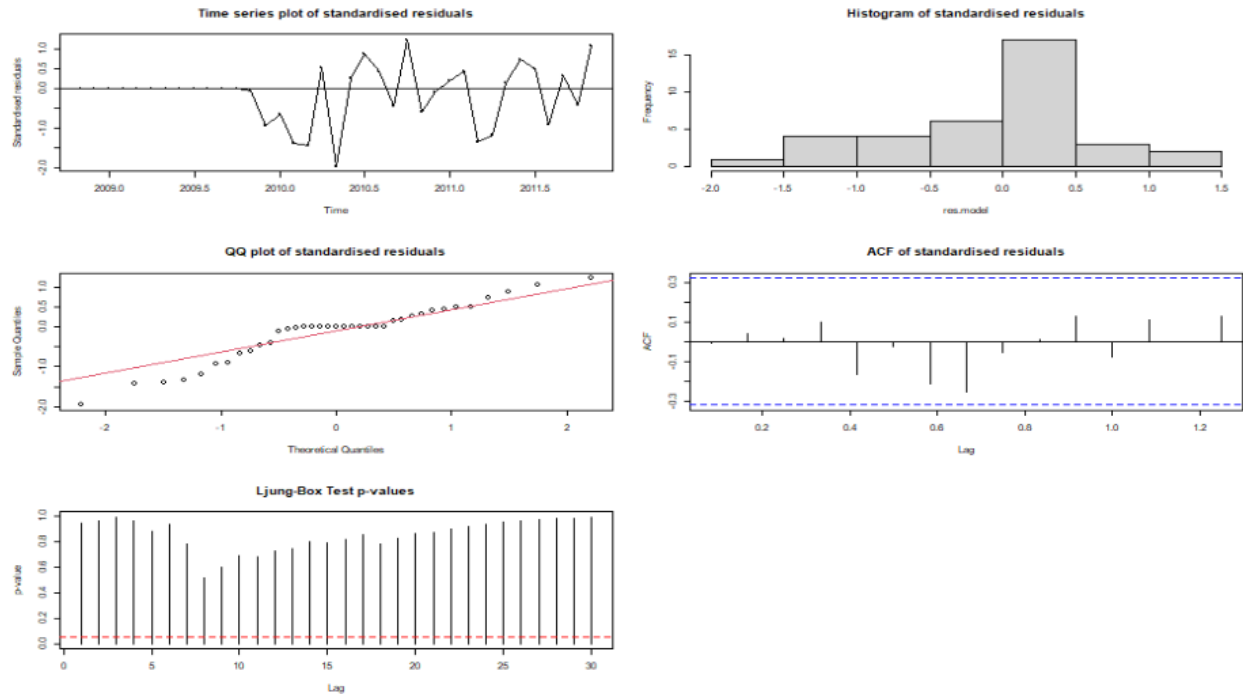 Time series plot of standardised residuals
Standardised residuals
1.0
0.5
0.0
-1.0
-2.0
2009.0 2009.5 2010.0 2010.5 2011.0 2011.5
Time
Histogram of standardised residuals
Frequency
15
10
5
0
-2.0 -1.5 -1.0 -0.5 0.0 0.5 1.0 1.5
res.model
QQ plot of standardised residuals
Sample Quantiles
1.0
0.5
0.0
-1.0
-2.0
-2 -1 0 1 2
Theoretical Quantiles
ACF of standardised residuals
ACF
0.3
0.1
-0.1
-0.3
0.2 0.4 0.6 0.8 1.0 1.2
Lag
Ljung-Box Test p-values
p-value
1.0
0.8
0.6
0.4
0.2
0.0
0 5 10 15 20 25 30
Lag